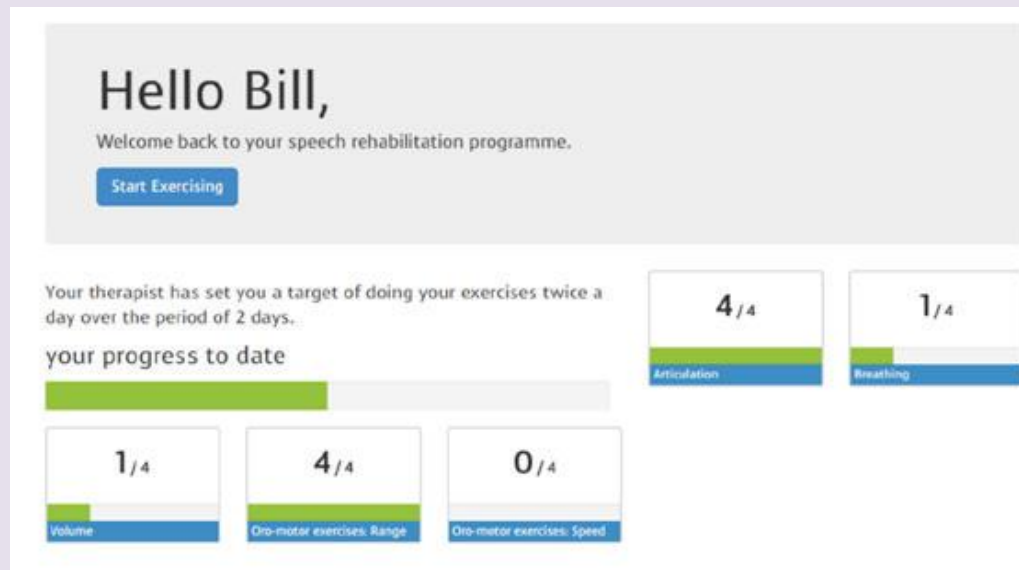 Hello Bill,
Welcome back to your speech rehabilitation programme.
Start Exercising
Your therapist has set you a target of doing your exercises twice a
day over the period of 2 days.
your progress to date
4/4
Articulation
1/4
Breathing
1/4
Volume
4/4
Oro-motor exercises: Range
0/4
Oro-motor exercises: Speed